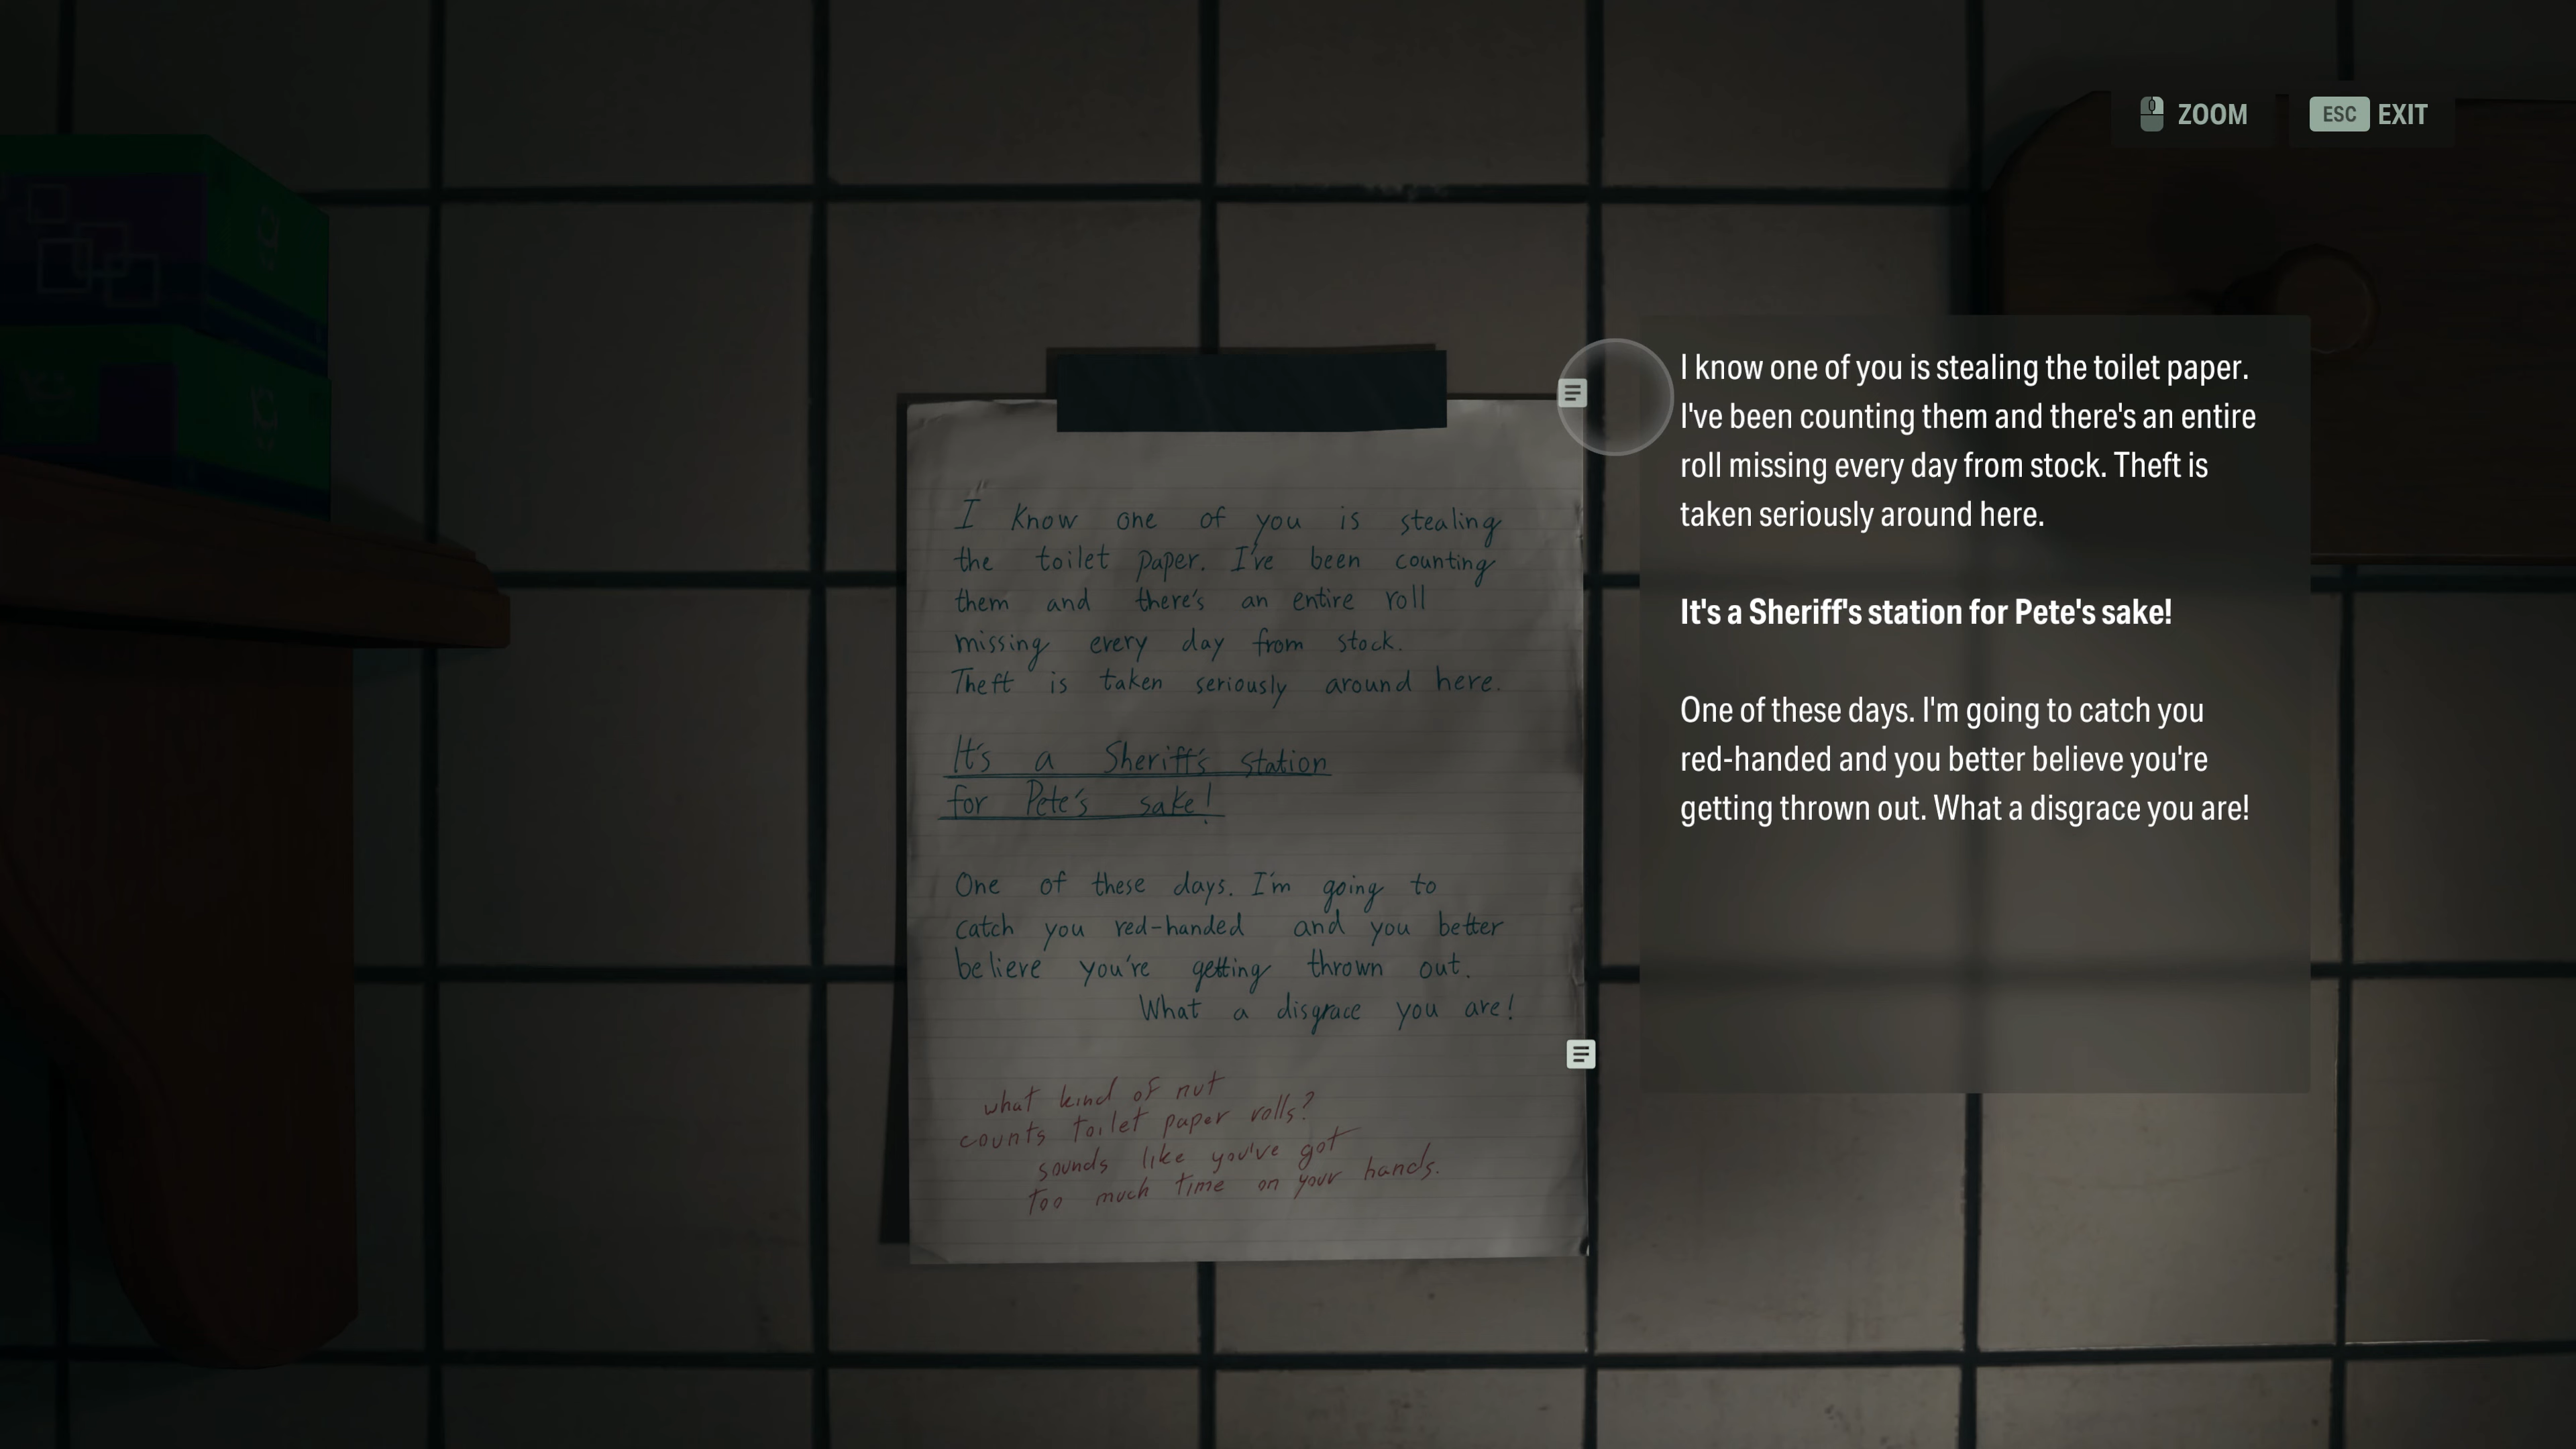 ZOOM
ESC EXIT
I know one of you is stealing
the toilet paper. I've been counting
them and there's an entire roll
missing every day from stock.
Theft is taken seriously around here.
It's a Sheriff's station
for Pete's sake!
One of these days. I'm going to
catch you red-handed and you better
believe you're getting thrown out.
What a disgrace you are!
what kind of nut
counts toilet paper rolls?
sounds like you've got
too much time on your hands.
I know one of you is stealing the toilet paper.
I've been counting them and there's an entire
roll missing every day from stock. Theft is
taken seriously around here.
It's a Sheriff's station for Pete's sake!
One of these days. I'm going to catch you
red-handed and you better believe you're
getting thrown out. What a disgrace you are!